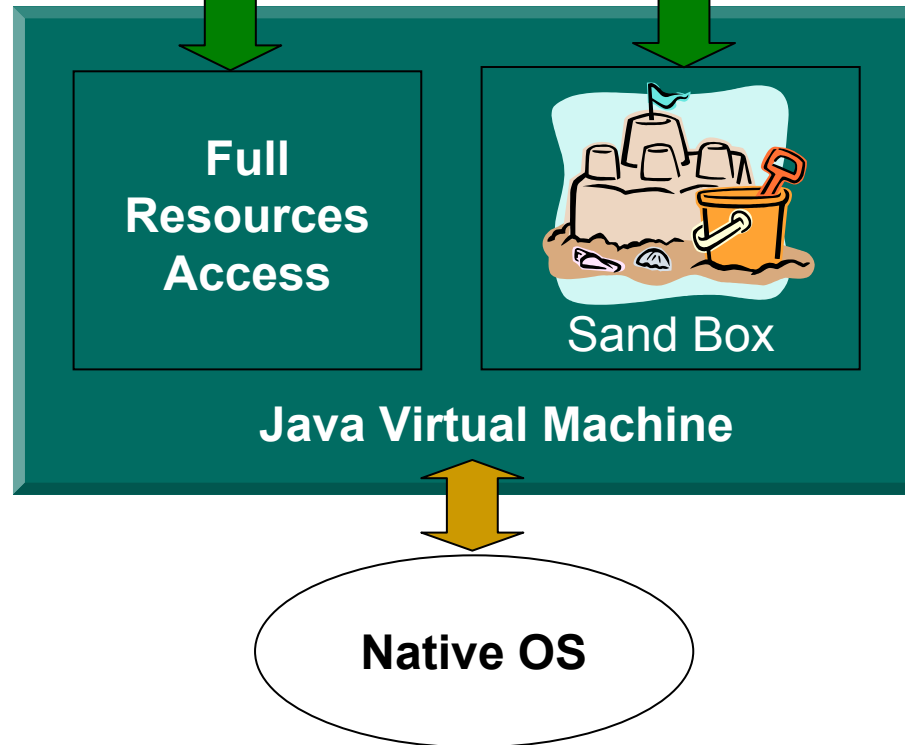 Full
Resources
Access
Sand Box
Java Virtual Machine
Native OS